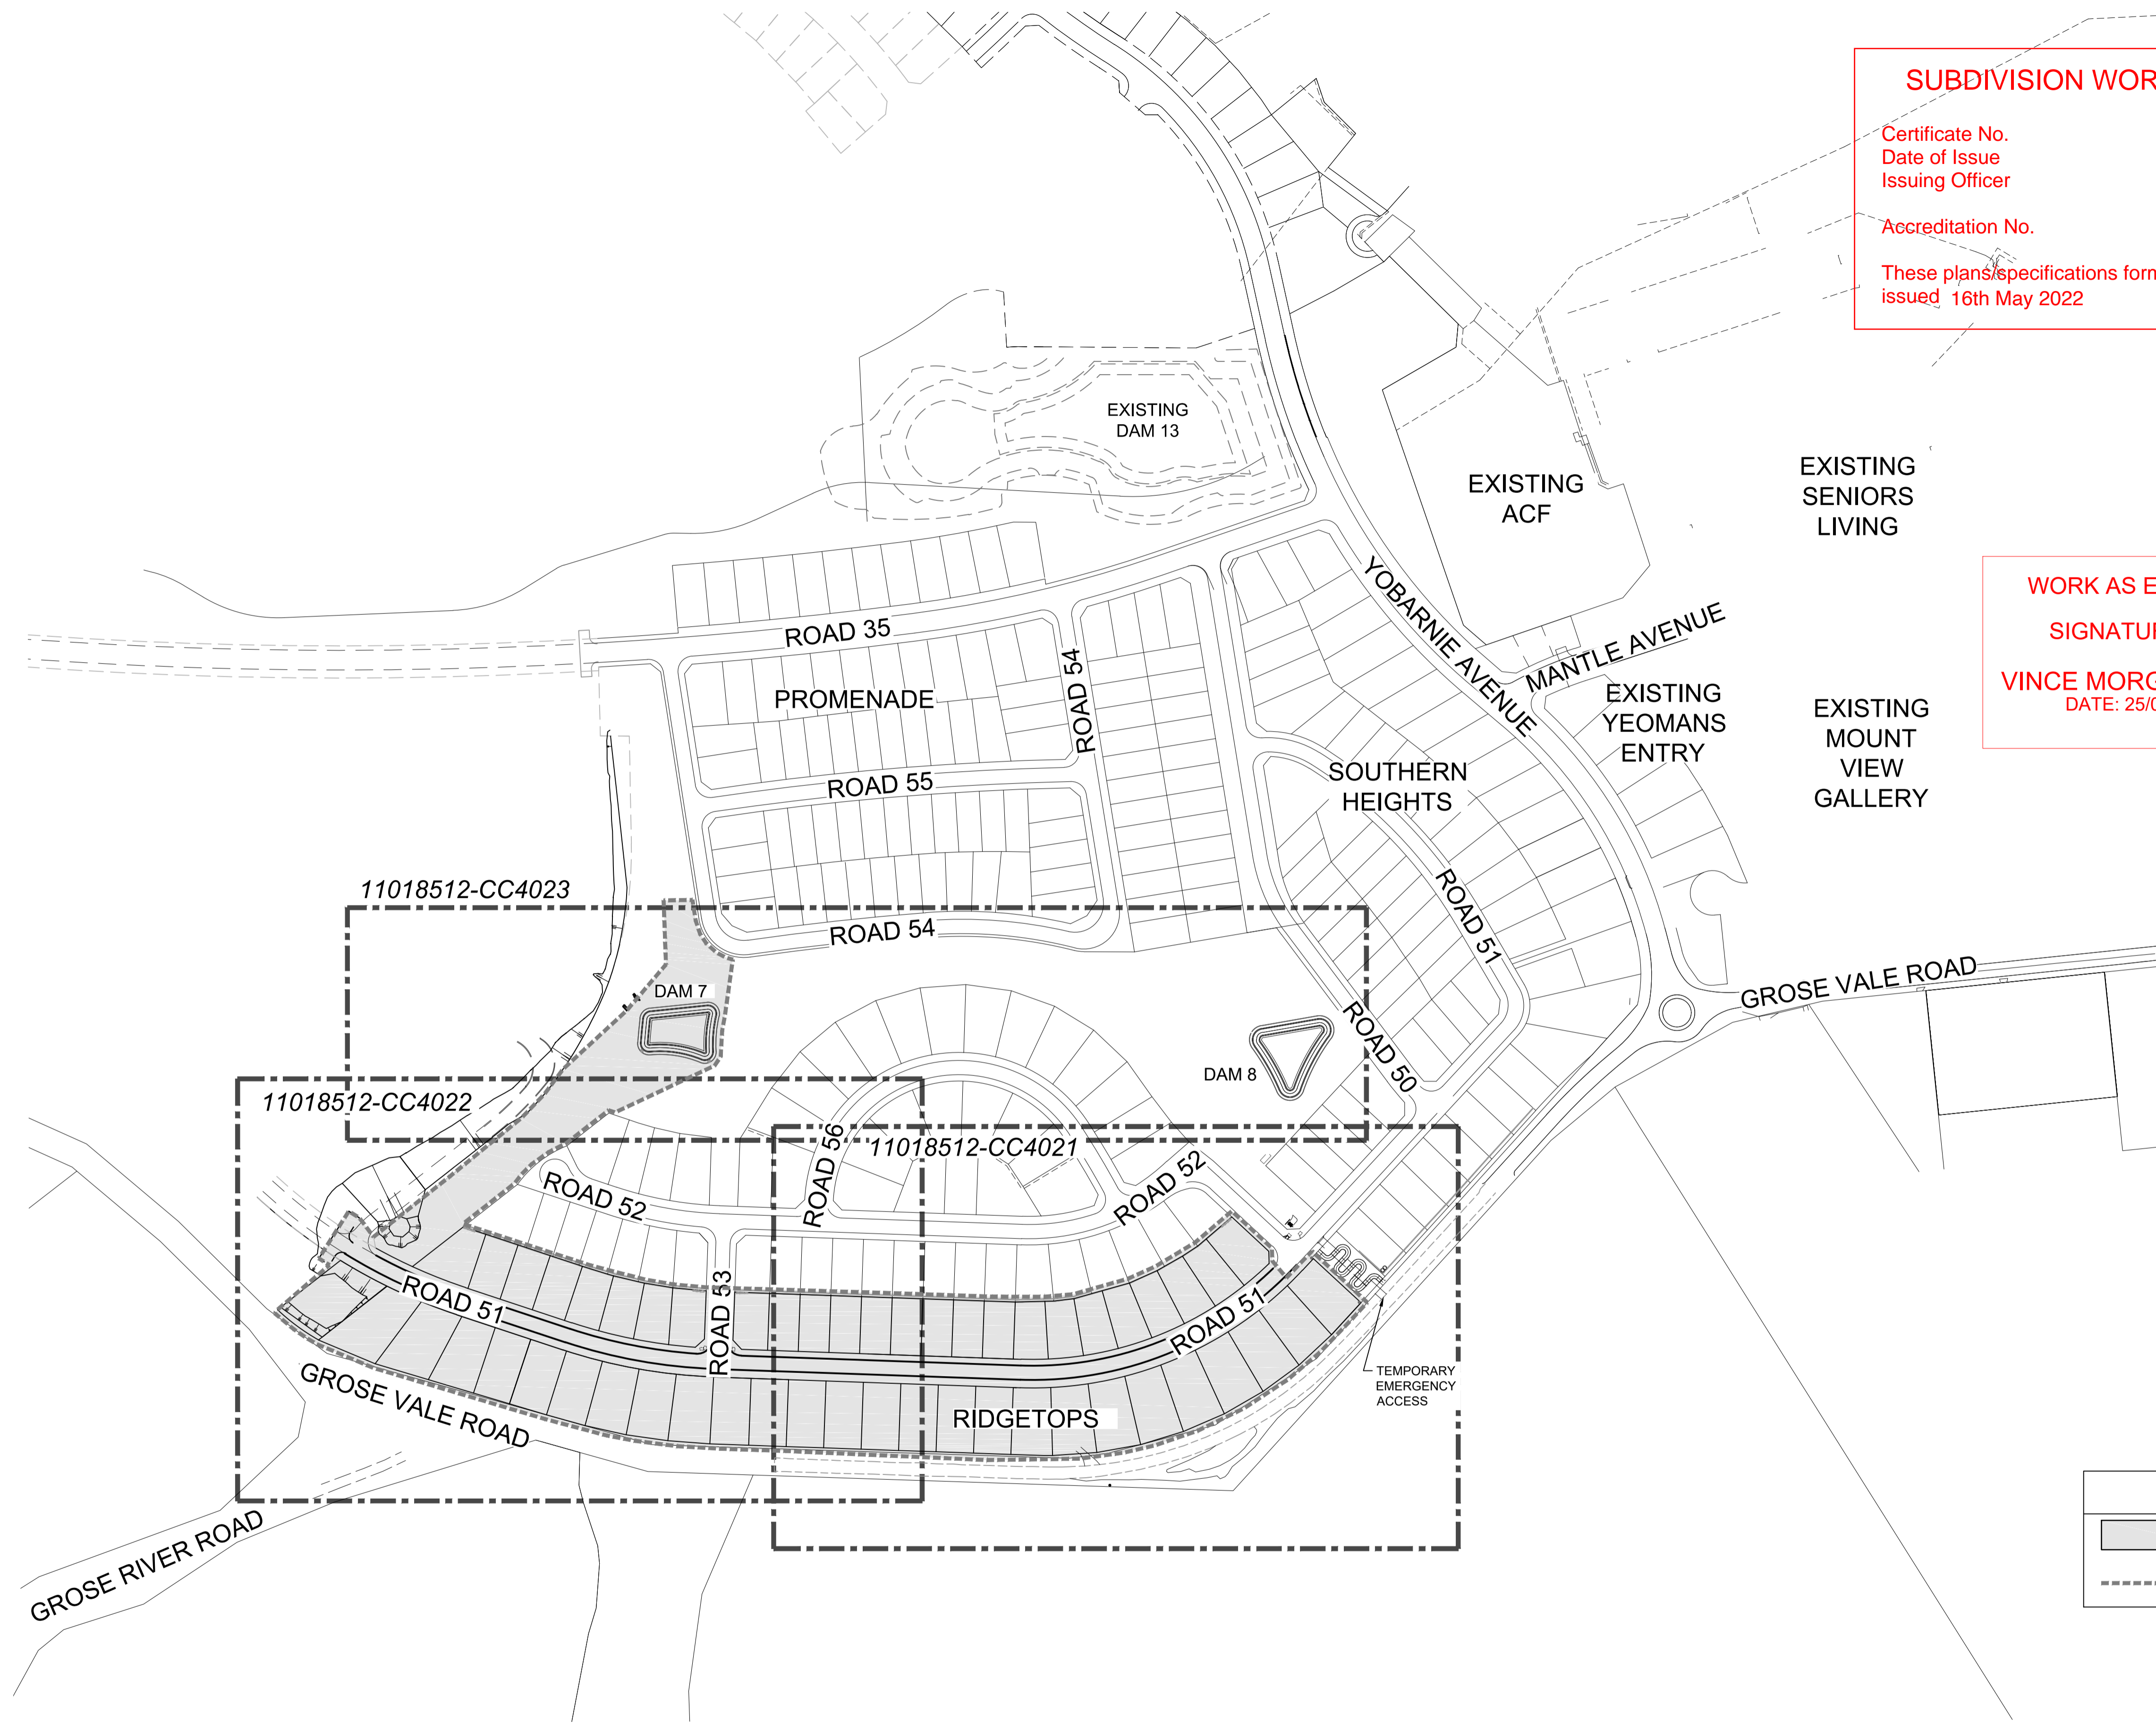 SUBDIVISION WOR
Certificate No.
Date of Issue
Issuing Officer
Accreditation No.
These plans/specifications form
issued 16th May 2022
EXISTING
DAM 13
EXISTING
ACF
EXISTING
SENIORS
LIVING
WORK AS E
SIGNATU
VINCE MORG
DATE: 25/0
YOBARNIE AVENUE
MANTLE AVENUE
ROAD 35
PROMENADE
ROAD 54
EXISTING
YEOMANS
ENTRY
EXISTING
MOUNT
VIEW
GALLERY
ROAD 55
SOUTHERN
HEIGHTS
11018512-CC4023
ROAD 54
ROAD 51
GROSE VALE ROAD
DAM 7
ROAD 50
DAM 8
11018512-CC4022
11018512-CC4021
ROAD 56
ROAD 52
ROAD 52
ROAD 51
ROAD 53
ROAD 51
GROSE VALE ROAD
RIDGETOPS
TEMPORARY
EMERGENCY
ACCESS
GROSE RIVER ROAD